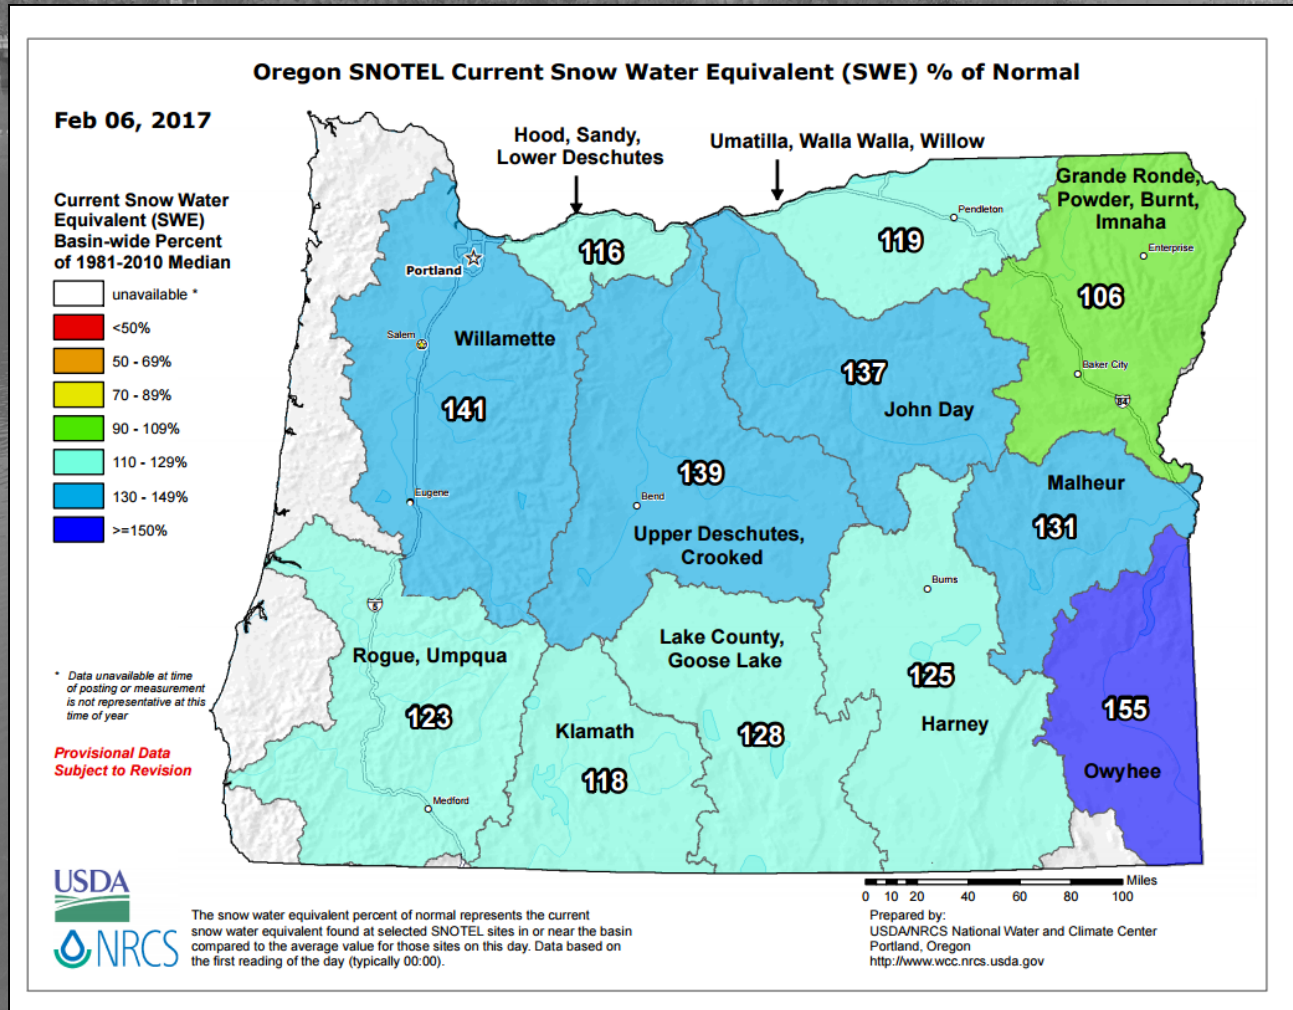 Oregon SNOTEL Current Snow Water Equivalent (SWE) % of Normal
Feb 06, 2017
Hood, Sandy,
Lower Deschutes
Umatilla, Walla Walla, Willow
Current Snow Water
Equivalent (SWE)
Basin-wide Percent
of 1981-2010 Median
unavailable *
<50%
50 - 69%
70 - 89%
90 - 109%
110 - 129%
130 - 149%
>=150%
Grande Ronde,
Powder, Burnt,
Imnaha
Pendleton
Enterprise
116
119
106
Portland
Salem
Willamette
141
137
John Day
Baker City
84
139
Bend
Upper Deschutes,
Crooked
Eugene
Malheur
131
Burns
5
Rogue, Umpqua
123
Lake County,
Goose Lake
128
125
Harney
Klamath
118
155
Owyhee
Medford
* Data unavailable at time
of posting or measurement
is not representative at this
time of year
Provisional Data
Subject to Revision
USDA
NRCS
The snow water equivalent percent of normal represents the current
snow water equivalent found at selected SNOTEL sites in or near the basin
compared to the average value for those sites on this day. Data based on
the first reading of the day (typically 00:00).
Miles
0 10 20 40 60 80 100
Prepared by:
USDA/NRCS National Water and Climate Center
Portland, Oregon
http://www.wcc.nrcs.usda.gov